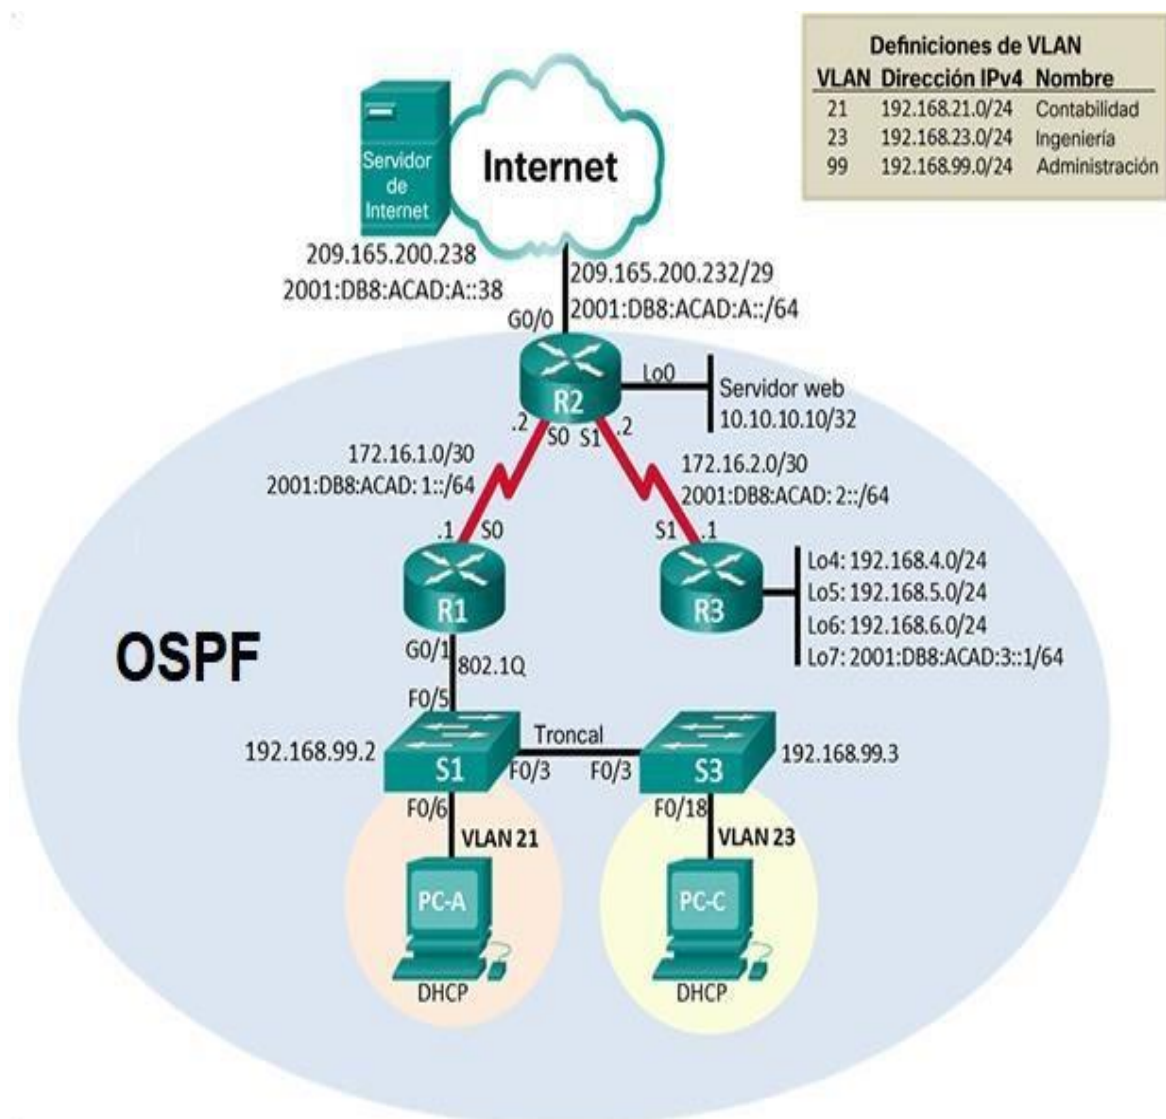 Definiciones de VLAN
VLAN Dirección IPv4 Nombre
21 192.168.21.0/24 Contabilidad
23 192.168.23.0/24 Ingeniería
99 192.168.99.0/24 Administración
Servidor
de
Internet
Internet
209.165.200.238
2001:DB8:ACAD:A::38
209.165.200.232/29
2001:DB8:ACAD:A::/64
G0/0
R2
Lo0
Servidor web
10.10.10.10/32
.2
S0
S1
.2
172.16.1.0/30
2001:DB8:ACAD: 1::/64
172.16.2.0/30
2001:DB8:ACAD: 2::/64
.1
S0
S1
.1
R1
R3
Lo4: 192.168.4.0/24
Lo5: 192.168.5.0/24
Lo6: 192.168.6.0/24
Lo7: 2001:DB8:ACAD:3::1/64
OSPF
G0/1
802.1Q
F0/5
192.168.99.2
S1
Troncal
F0/3
F0/3
S3
192.168.99.3
F0/6
F0/18
VLAN 21
VLAN 23
PC-A
PC-C
DHCP
DHCP